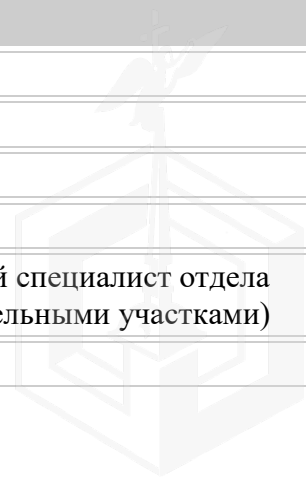 й специалист отдела
ельными участками)